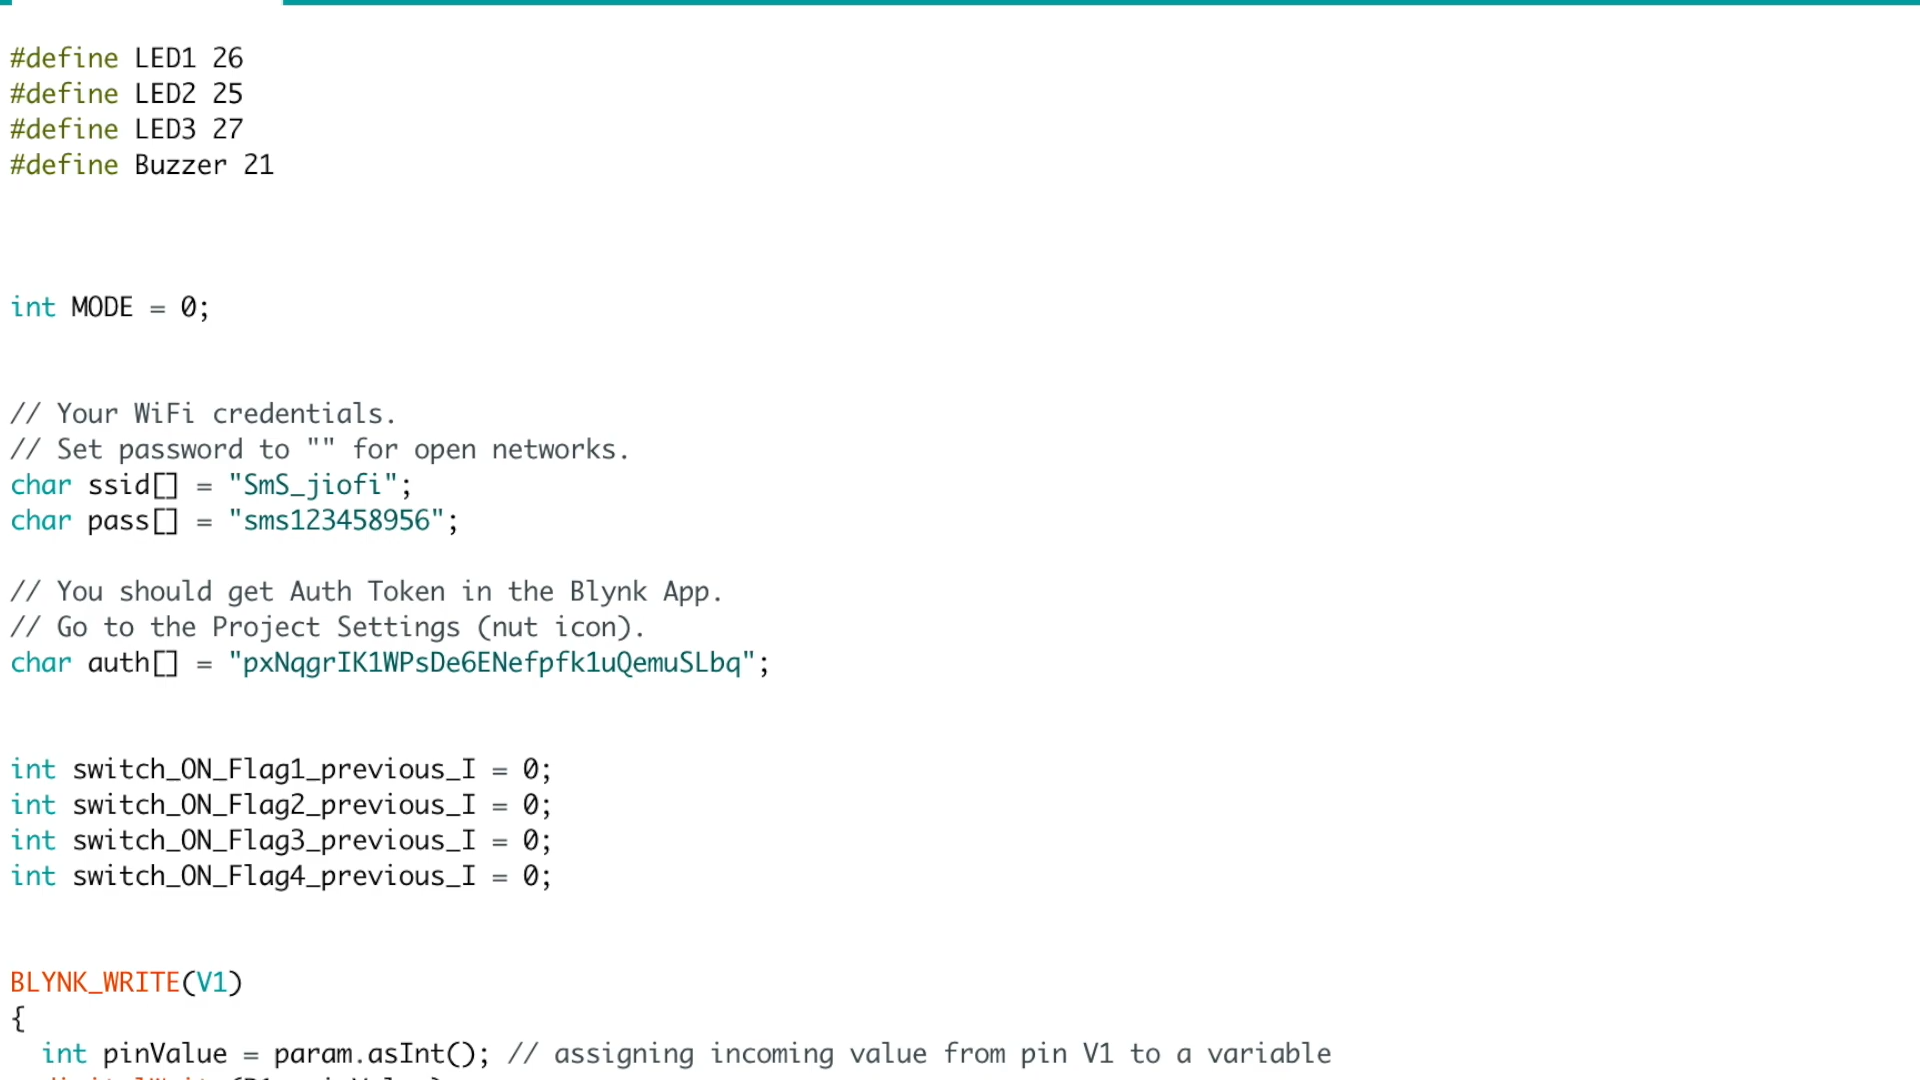 #define LED1 26
#define LED2 25
#define LED3 27
#define Buzzer 21
int MODE = 0;
// Your WiFi credentials.
// Set password to "" for open networks.
char ssid[] = "SmS_jiofi";
char pass[] = "sms123458956";
// You should get Auth Token in the Blynk App.
// Go to the Project Settings (nut icon).
char auth[] = "pxNqgrIK1WPsDe6ENefpfk1uQemuSLbq";
int switch_ON_Flag1_previous_I = 0;
int switch_ON_Flag2_previous_I = 0;
int switch_ON_Flag3_previous_I = 0;
int switch_ON_Flag4_previous_I = 0;
BLYNK_WRITE(V1)
{
int pinValue = param.asInt(); // assigning incoming value from pin V1 to a variable